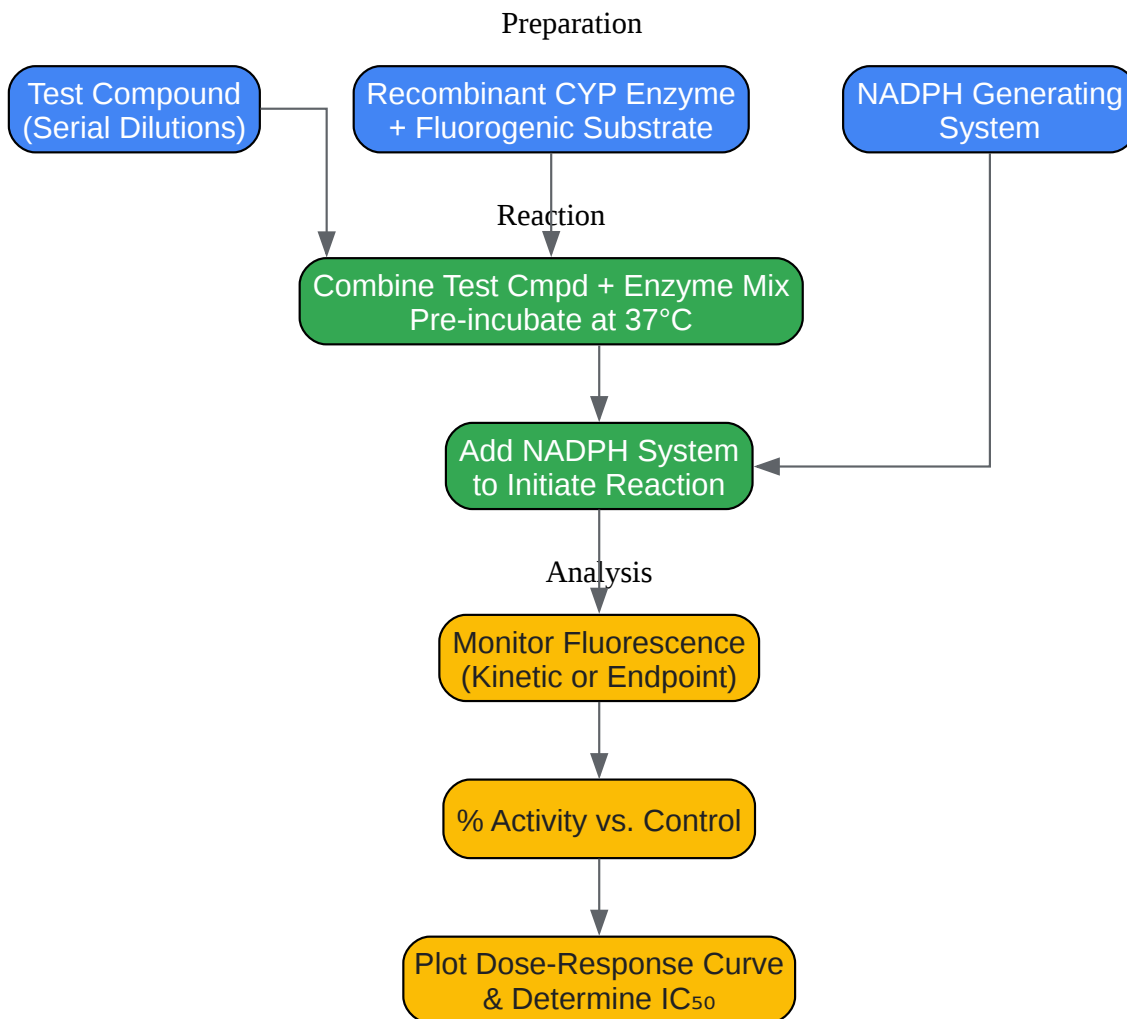 Preparation
Test Compound
(Serial Dilutions)
Recombinant CYP Enzyme
+ Fluorogenic Substrate
NADPH Generating
System
Reaction
Combine Test Cmpd + Enzyme Mix
Pre-incubate at 37°C
Add NADPH System
to Initiate Reaction
Analysis
Monitor Fluorescence
(Kinetic or Endpoint)
% Activity vs. Control
Plot Dose-Response Curve
& Determine IC₅₀